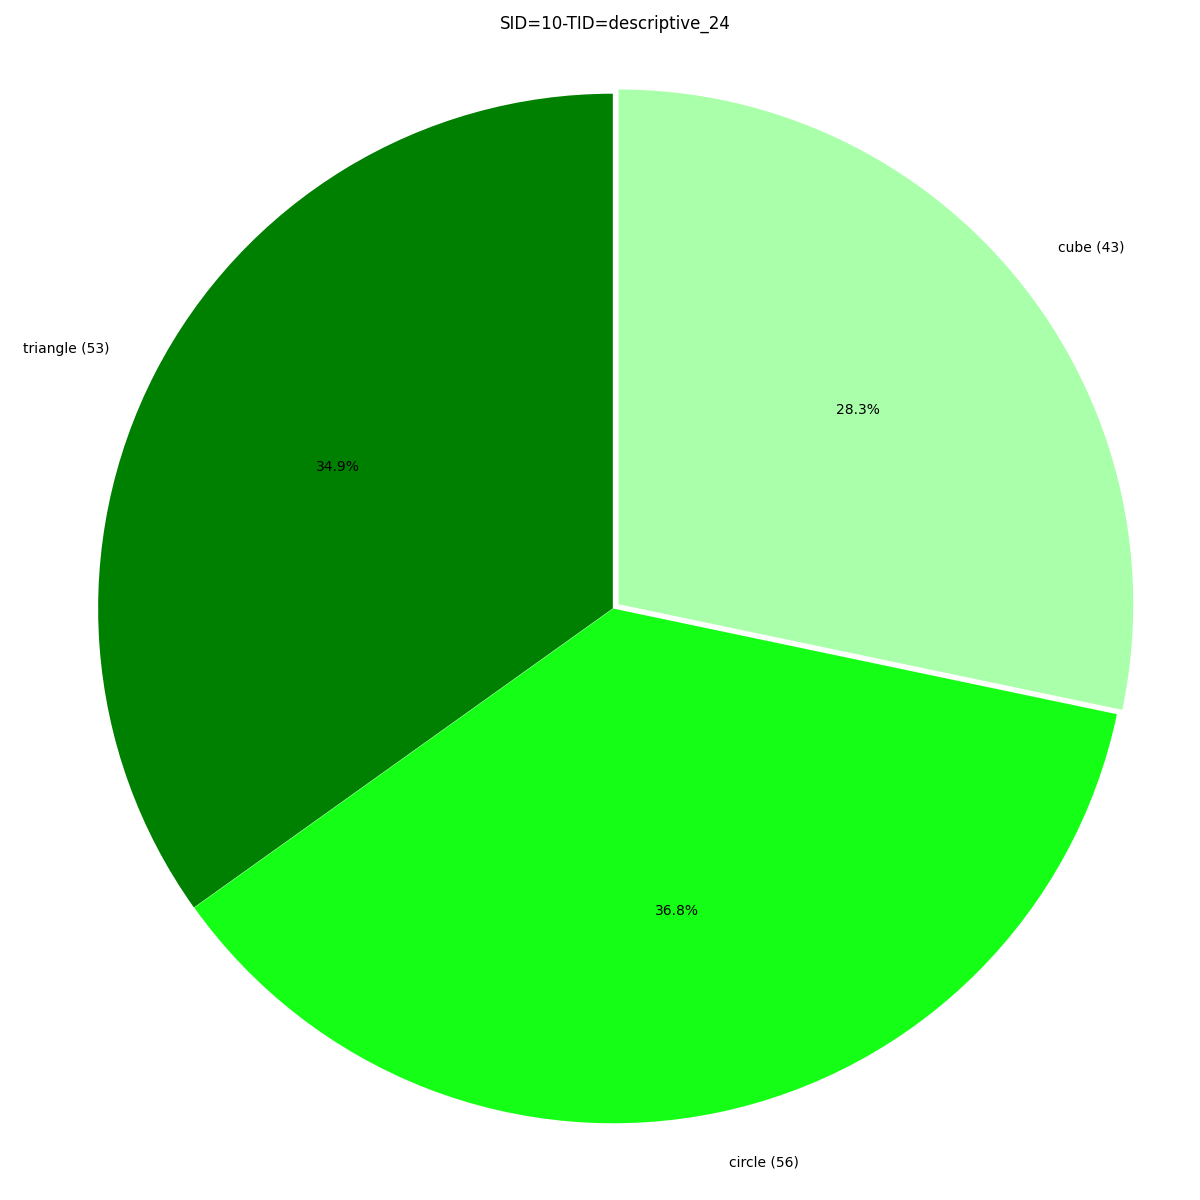 SID=10-TID=descriptive_24
cube (43)
triangle (53)
28.3%
34.9%
36.8%
circle (56)